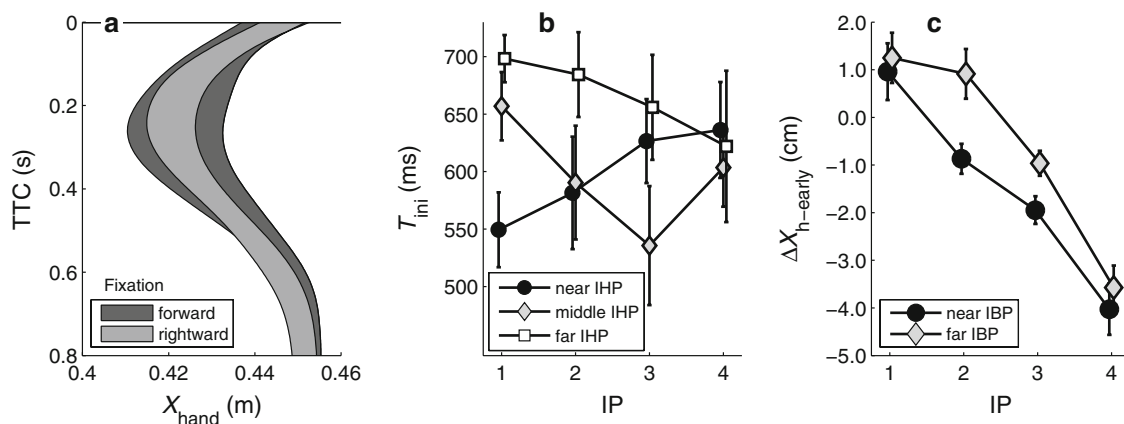 a
0
0.2
0.4
0.6
0.8
TTC (s)
Fixation
forward
rightward
0.4
0.42
0.44
0.46
X_hand (m)
b
700
650
600
550
500
T_ini (ms)
near IHP
middle IHP
far IHP
1
2
3
4
IP
c
2.0
1.0
0.0
−1.0
−2.0
−3.0
−4.0
−5.0
ΔX_h−early (cm)
near IBP
far IBP
1
2
3
4
IP